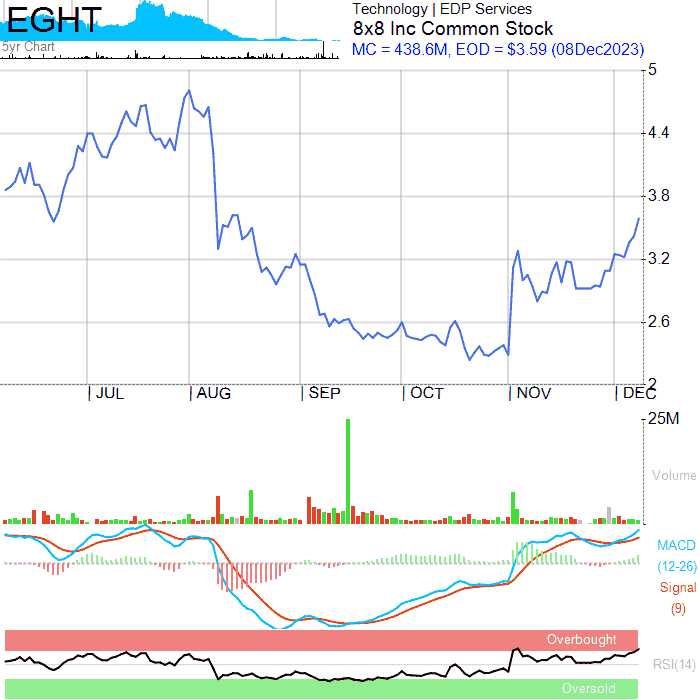 EGHT
5yr Chart
Technology | EDP Services
8x8 Inc Common Stock
MC = 438.6M, EOD = $3.59 (08Dec2023)
5
4.4
3.8
3.2
2.6
2
JUL AUG SEP OCT NOV DEC
25M
Volume
MACD
(12-26)
Signal
(9)
Overbought
RSI(14)
Oversold